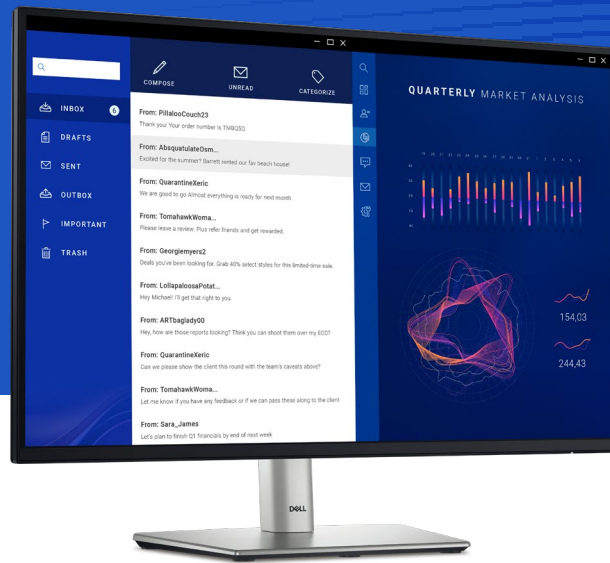 COMPOSE
UNREAD
CATEGORIZE
INBOX 6
DRAFTS
SENT
OUTBOX
IMPORTANT
TRASH
From: PillalooCouch23
Thank you! Your order number is TMBQSQ
From: AbsquatulateOsm...
Excited for the summer? Barrett rented our fav beach house!
From: QuarantineXeric
We are good to go Almost everything is ready for next month
From: TomahawkWoma...
Please leave a review. Plus refer friends and get rewarded.
From: Georgiemyers2
Deals you've been looking for. Grab 40% select styles for this limited-time sale.
From: LollapaloosaPotat...
Hey Michael! I'll get that right to you.
From: ARTbaglady00
Hey, how are those reports looking? Think you can shoot them over my EOD?
From: QuarantineXeric
Can we please show the client this round with the team's caveats above?
From: TomahawkWoma...
Let me know if you have any feedback or if we can pass these along to the client
From: Sara_James
Let's plan to finish Q1 financials by end of next week
QUARTERLY MARKET ANALYSIS
154,03
244,43
DELL